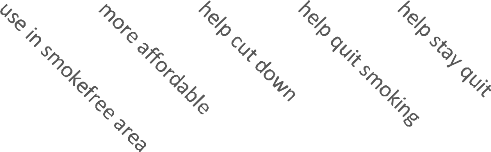 use in smokefree area
more affordable
help cut down
help quit smoking
help stay quit